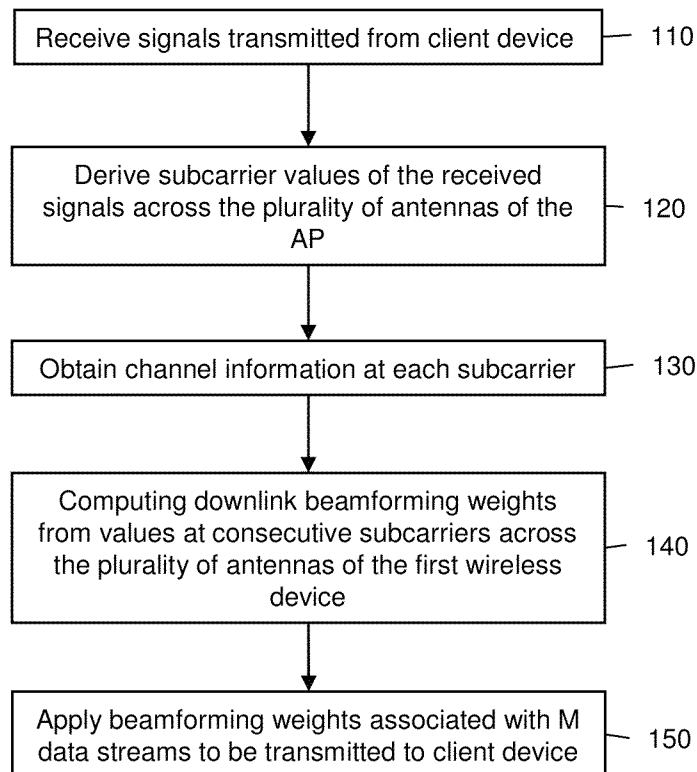 Receive signals transmitted from client device
110
Derive subcarrier values of the received
signals across the plurality of antennas of the
AP
120
Obtain channel information at each subcarrier
130
Computing downlink beamforming weights
from values at consecutive subcarriers across
the plurality of antennas of the first wireless
device
140
Apply beamforming weights associated with M
data streams to be transmitted to client device
150